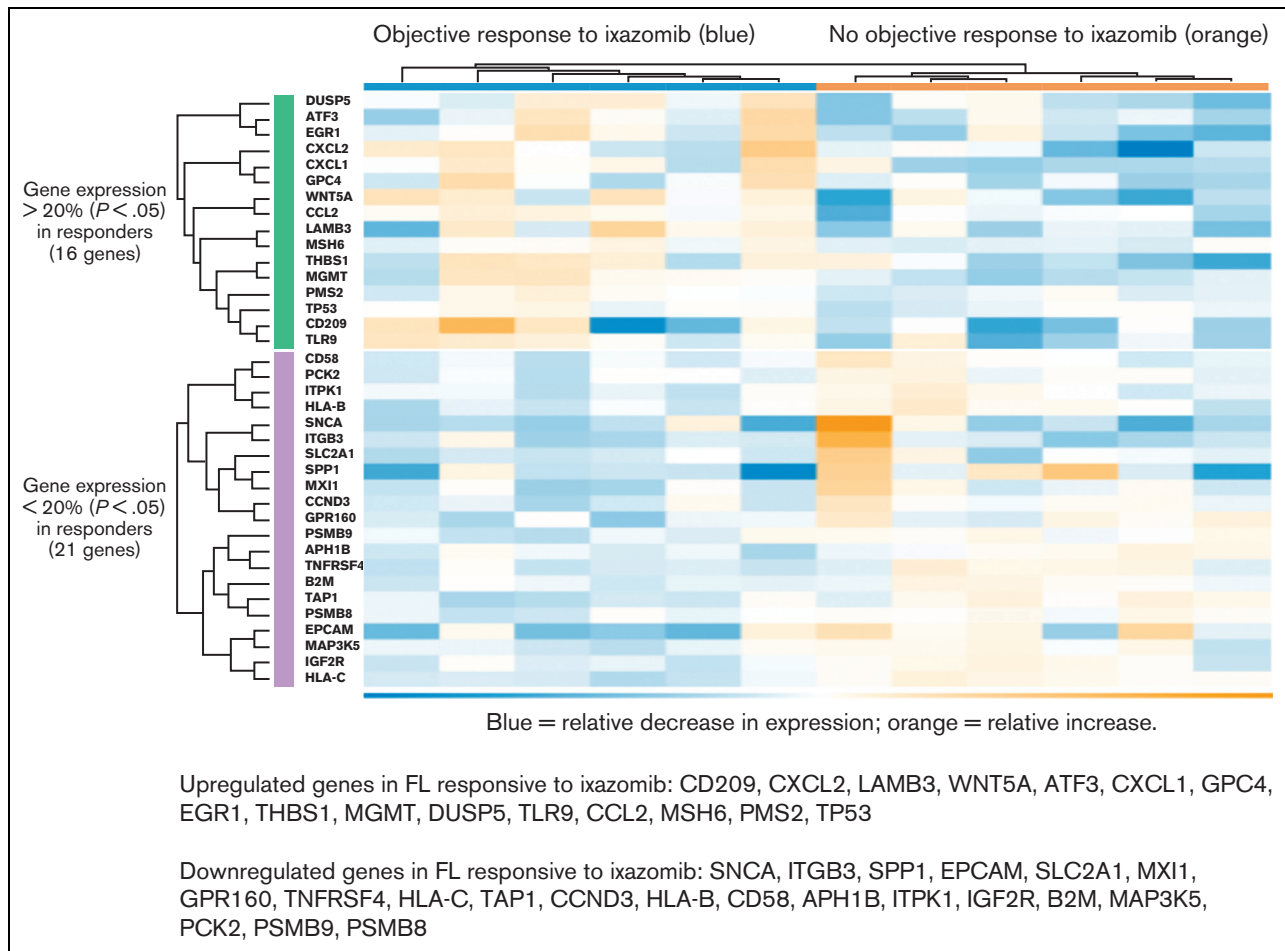 Objective response to ixazomib (blue)
No objective response to ixazomib (orange)
Gene expression
> 20% (P < .05)
in responders
(16 genes)
DUSP5
ATF3
EGR1
CXCL2
CXCL1
GPC4
WNT5A
CCL2
LAMB3
MSH6
THBS1
MGMT
PMS2
TP53
CD209
TLR9
Gene expression
< 20% (P < .05)
in responders
(21 genes)
CD58
PCK2
ITPK1
HLA-B
SNCA
ITGB3
SLC2A1
SPP1
MXI1
CCND3
GPR160
PSMB9
APH1B
TNFRSF4
B2M
TAP1
PSMB8
EPCAM
MAP3K5
IGF2R
HLA-C
Blue = relative decrease in expression; orange = relative increase.
Upregulated genes in FL responsive to ixazomib: CD209, CXCL2, LAMB3, WNT5A, ATF3, CXCL1, GPC4,
EGR1, THBS1, MGMT, DUSP5, TLR9, CCL2, MSH6, PMS2, TP53
Downregulated genes in FL responsive to ixazomib: SNCA, ITGB3, SPP1, EPCAM, SLC2A1, MXI1,
GPR160, TNFRSF4, HLA-C, TAP1, CCND3, HLA-B, CD58, APH1B, ITPK1, IGF2R, B2M, MAP3K5,
PCK2, PSMB9, PSMB8